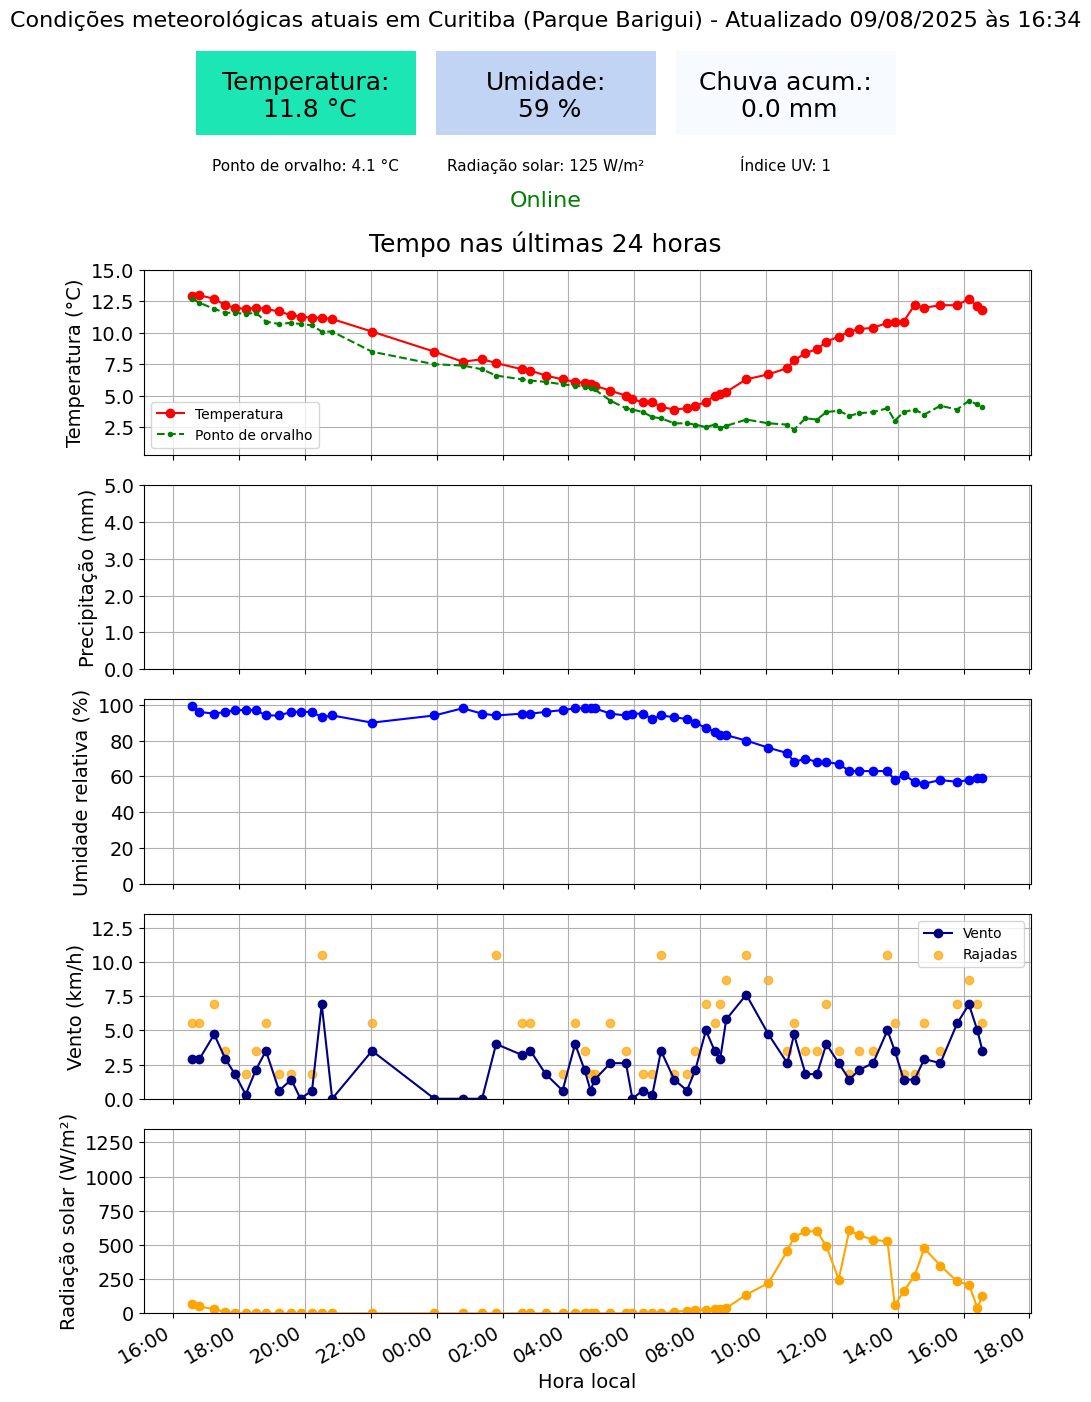 Condições meteorológicas atuais em Curitiba (Parque Barigui) - Atualizado 09/08/2025 às 16:34
Temperatura:
11.8 °C
Umidade:
59 %
Chuva acum.:
0.0 mm
Ponto de orvalho: 4.1 °C
Radiação solar: 125 W/m²
Índice UV: 1
Online
Tempo nas últimas 24 horas
Temperatura (°C)
15.0
12.5
10.0
7.5
5.0
2.5
Temperatura
Ponto de orvalho
Precipitação (mm)
5.0
4.0
3.0
2.0
1.0
0.0
Umidade relativa (%)
100
80
60
40
20
0
Vento (km/h)
12.5
10.0
7.5
5.0
2.5
0.0
Vento
Rajadas
Radiação solar (W/m²)
1250
1000
750
500
250
0
16:00
18:00
20:00
22:00
00:00
02:00
04:00
06:00
08:00
10:00
12:00
14:00
16:00
18:00
Hora local